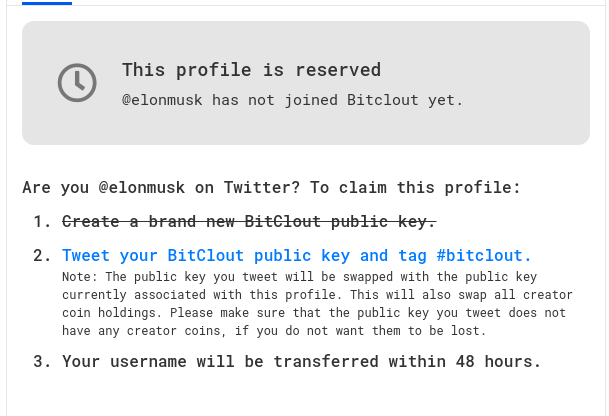 This profile is reserved
@elonmusk has not joined Bitclout yet.
Are you @elonmusk on Twitter? To claim this profile:
1. Create a brand new BitClout public key.
2. Tweet your BitClout public key and tag #bitclout.
Note: The public key you tweet will be swapped with the public key
currently associated with this profile. This will also swap all creator
coin holdings. Please make sure that the public key you tweet does not
have any creator coins, if you do not want them to be lost.
3. Your username will be transferred within 48 hours.